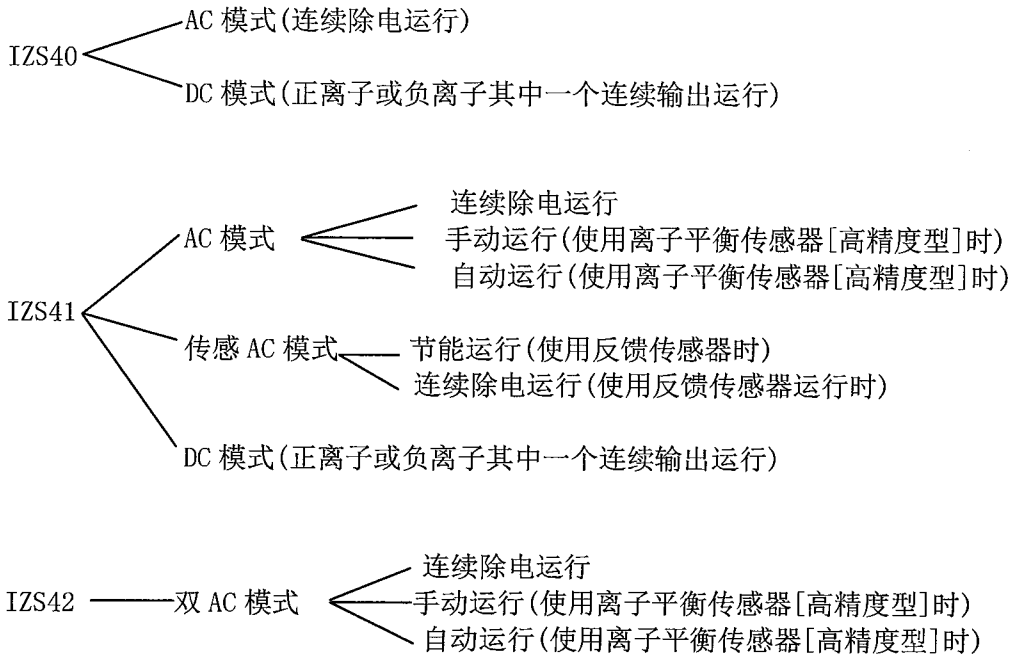 AC 模式(连续除电运行)
IZS40
DC 模式(正离子或负离子其中一个连续输出运行)
连续除电运行
AC 模式
手动运行(使用离子平衡传感器[高精度型]时)
自动运行(使用离子平衡传感器[高精度型]时)
IZS41
传感 AC 模式
节能运行(使用反馈传感器时)
连续除电运行(使用反馈传感器运行时)
DC 模式(正离子或负离子其中一个连续输出运行)
连续除电运行
IZS42
双 AC 模式
手动运行(使用离子平衡传感器[高精度型]时)
自动运行(使用离子平衡传感器[高精度型]时)